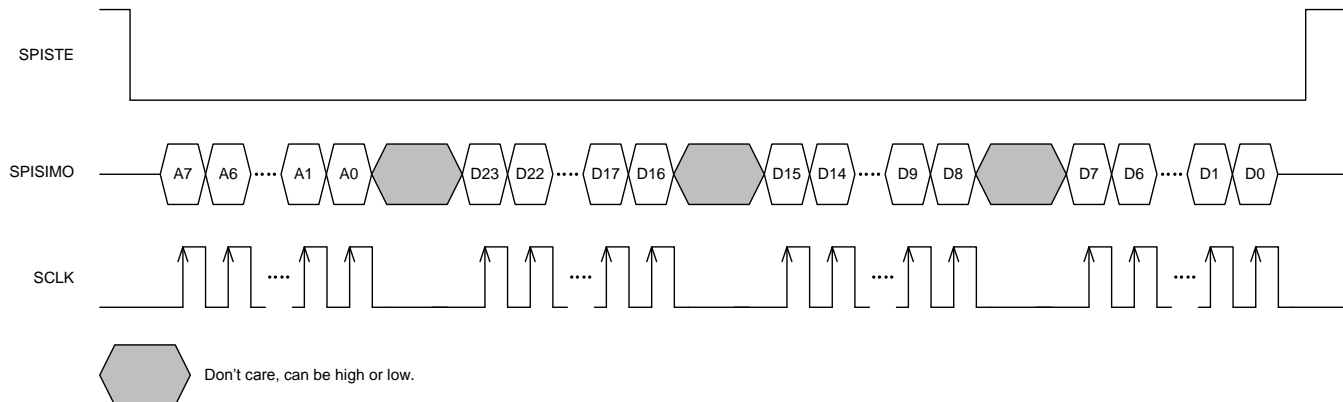 SPISTE
SPISIMO A7 A6 .... A1 A0 D23 D22 .... D17 D16 D15 D14 .... D9 D8 D7 D6 .... D1 D0
SCLK .... .... .... ....
Don't care, can be high or low.